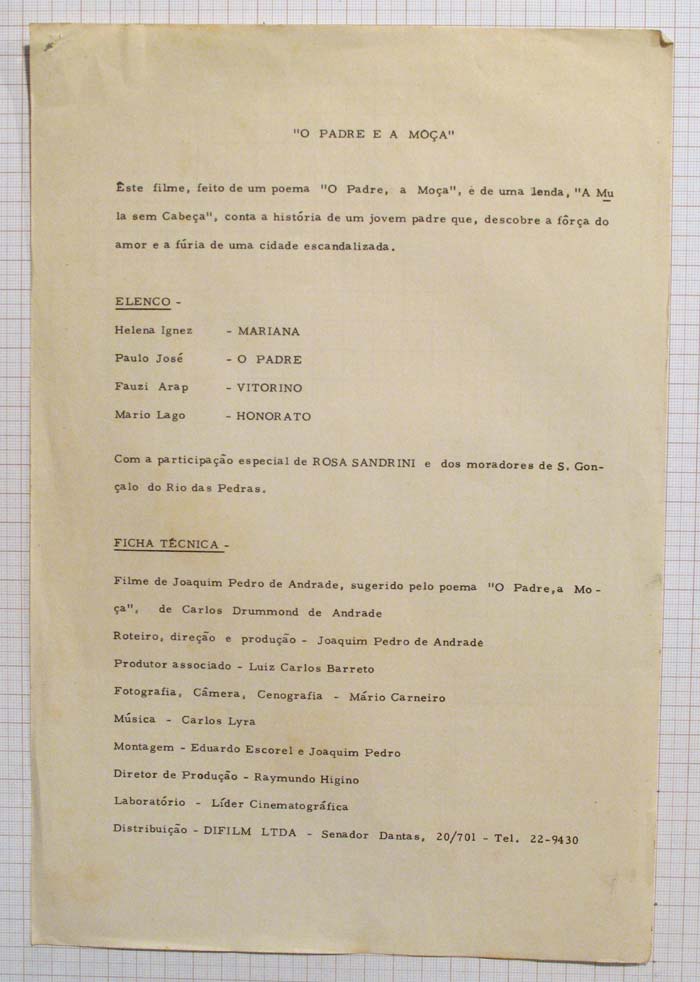 "O PADRE E A MOÇA"
Êste filme, feito de um poema "O Padre, a Moça", é de uma lenda, "A Mu
la sem Cabeça", conta a história de um jovem padre que, descobre a fôrça do
amor e a fúria de uma cidade escandalizada.
ELENCO -
Helena Ignez - MARIANA
Paulo José - O PADRE
Fauzi Arap - VITORINO
Mario Lago - HONORATO
Com a participação especial de ROSA SANDRINI e dos moradores de S. Gon-
çalo do Rio das Pedras.
FICHA TÉCNICA -
Filme de Joaquim Pedro de Andrade, sugerido pelo poema "O Padre,a Mo -
ça", de Carlos Drummond de Andrade
Roteiro, direção e produção - Joaquim Pedro de Andrade
Produtor associado - Luiz Carlos Barreto
Fotografia, Câmera, Cenografia - Mário Carneiro
Música - Carlos Lyra
Montagem - Eduardo Escorel e Joaquim Pedro
Diretor de Produção - Raymundo Higino
Laboratório - Líder Cinematográfica
Distribuição - DIFILM LTDA - Senador Dantas, 20/701 - Tel. 22-9430